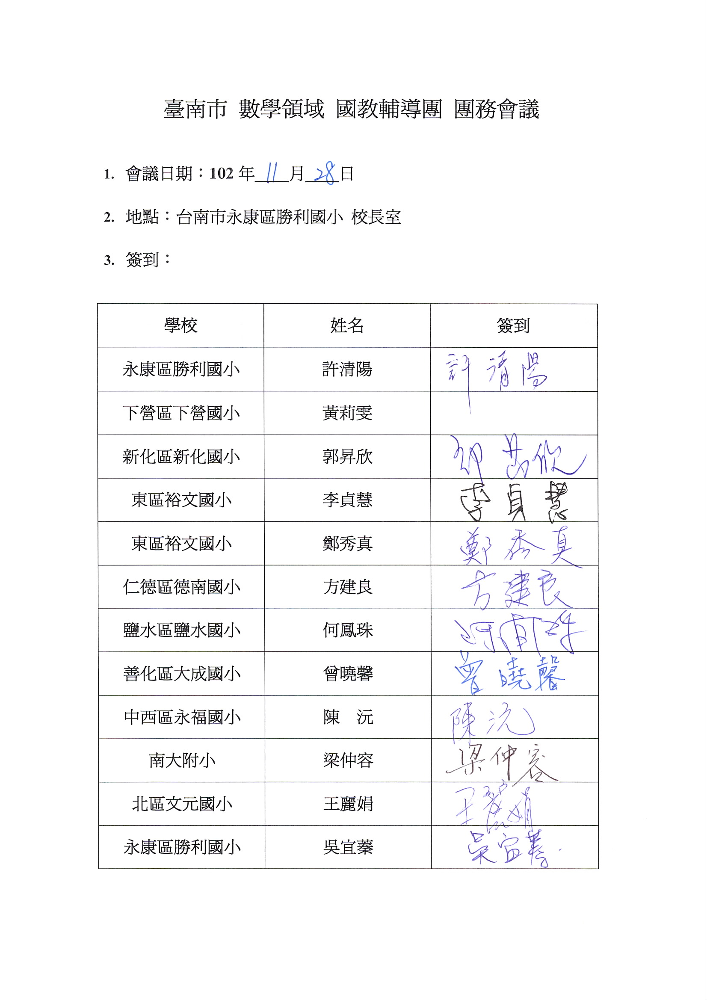 臺南市 數學領域 國教輔導團 團務會議
1. 會議日期：102 年 11 月 28 日
2. 地點：台南市永康區勝利國小 校長室
3. 簽到：
學校 姓名 簽到
永康區勝利國小 許清陽 許清陽
下營區下營國小 黃莉雯
新化區新化國小 郭昇欣
東區裕文國小 李貞慧 李貞慧
東區裕文國小 鄭秀真 鄭秀真
仁德區德南國小 方建良 方建良
鹽水區鹽水國小 何鳳珠 何鳳珠
善化區大成國小 曾曉馨 曾曉馨
中西區永福國小 陳　沅 陳沅
南大附小 梁仲容 梁仲容
北區文元國小 王麗娟 王麗娟
永康區勝利國小 吳宜蓁 吳宜蓁